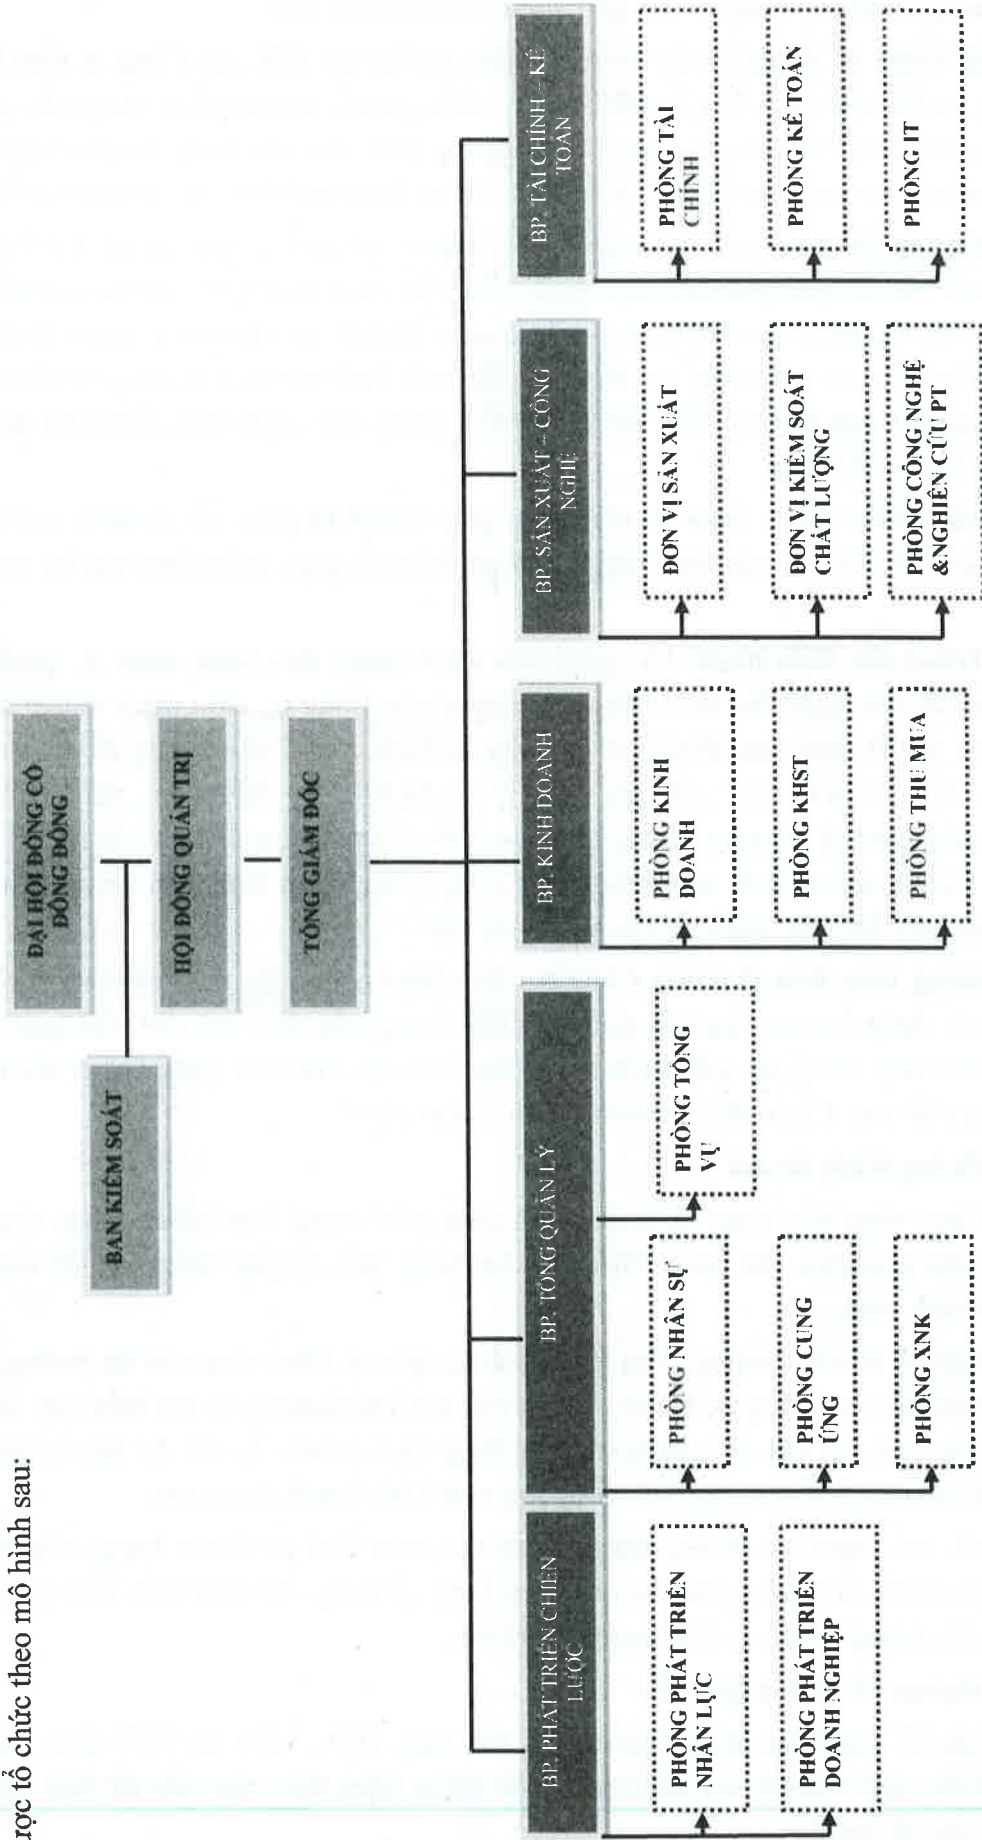 rợc tổ chức theo mô hình sau:
ĐẠI HỘI ĐỒNG CỔ
ĐÔNG ĐÔNG
BAN KIỂM SOÁT
HỘI ĐỒNG QUẢN TRỊ
TỔNG GIÁM ĐỐC
BP. PHÁT TRIỂN CHIẾN
LƯỢC
PHÒNG PHÁT TRIỂN
NHÂN LỰC
PHÒNG PHÁT TRIỂN
DOANH NGHIỆP
BP. TỔNG QUẢN LÝ
PHÒNG NHÂN SỰ
PHÒNG CUNG
ỨNG
PHÒNG XNK
PHÒNG TỔNG
VỤ
BP. KINH DOANH
PHÒNG KINH
DOANH
PHÒNG KHST
PHÒNG THU MUA
BP. SẢN XUẤT – CÔNG
NGHỆ
ĐƠN VỊ SẢN XUẤT
ĐƠN VỊ KIỂM SOÁT
CHẤT LƯỢNG
PHÒNG CÔNG NGHỆ
&NGHIÊN CỨU PT
BP. TÀI CHÍNH – KẾ
TOÁN
PHÒNG TÀI
CHÍNH
PHÒNG KẾ TOÁN
PHÒNG IT